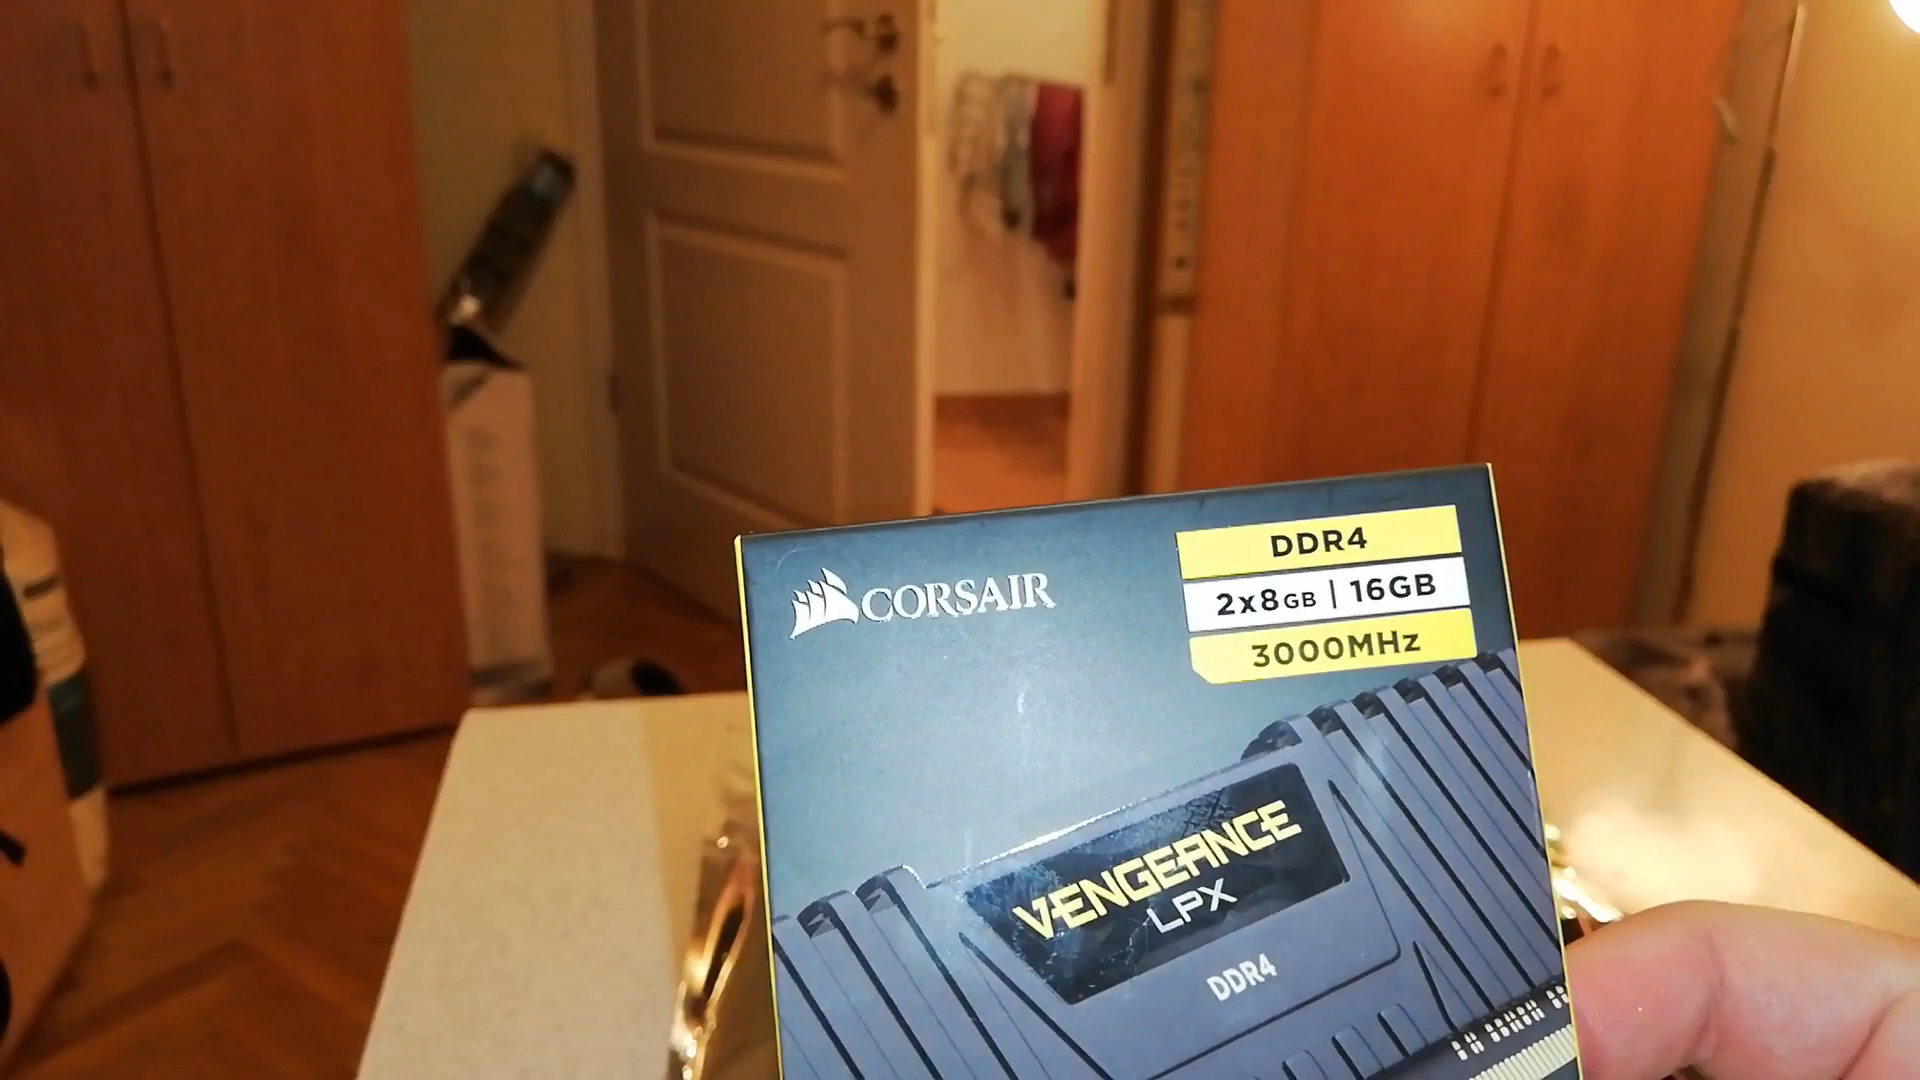 CORSAIR
DDR4
2x8GB | 16GB
3000MHz
VENGEANCE
LPX
DDR4